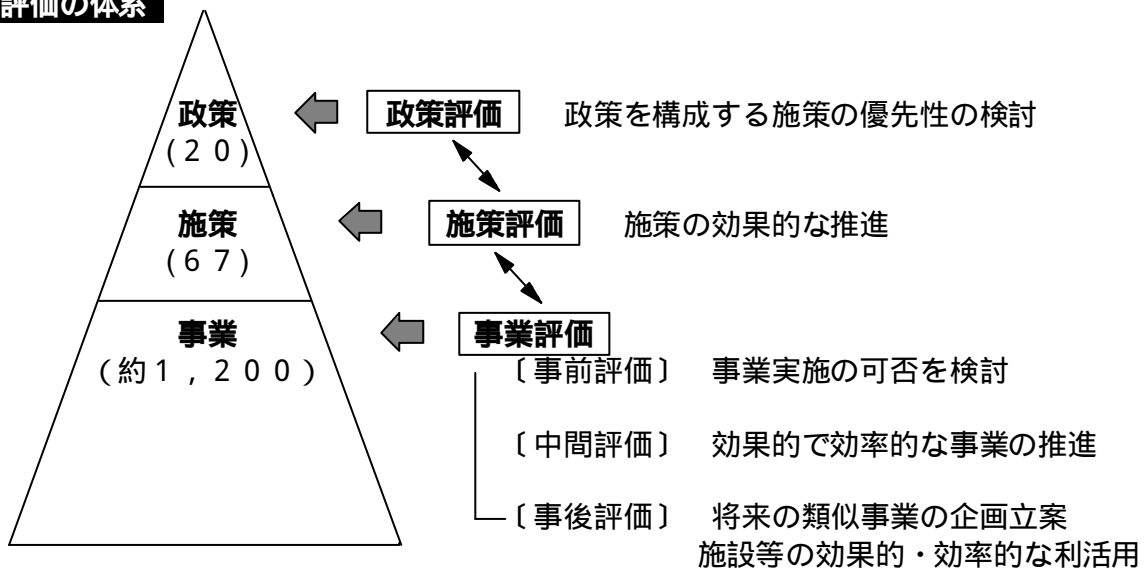 評価の体系
政策
(20)
政策評価
政策を構成する施策の優先性の検討
施策
(67)
施策評価
施策の効果的な推進
事業
(約1,200)
事業評価
〔事前評価〕 事業実施の可否を検討
〔中間評価〕 効果的で効率的な事業の推進
〔事後評価〕 将来の類似事業の企画立案
施設等の効果的・効率的な利活用